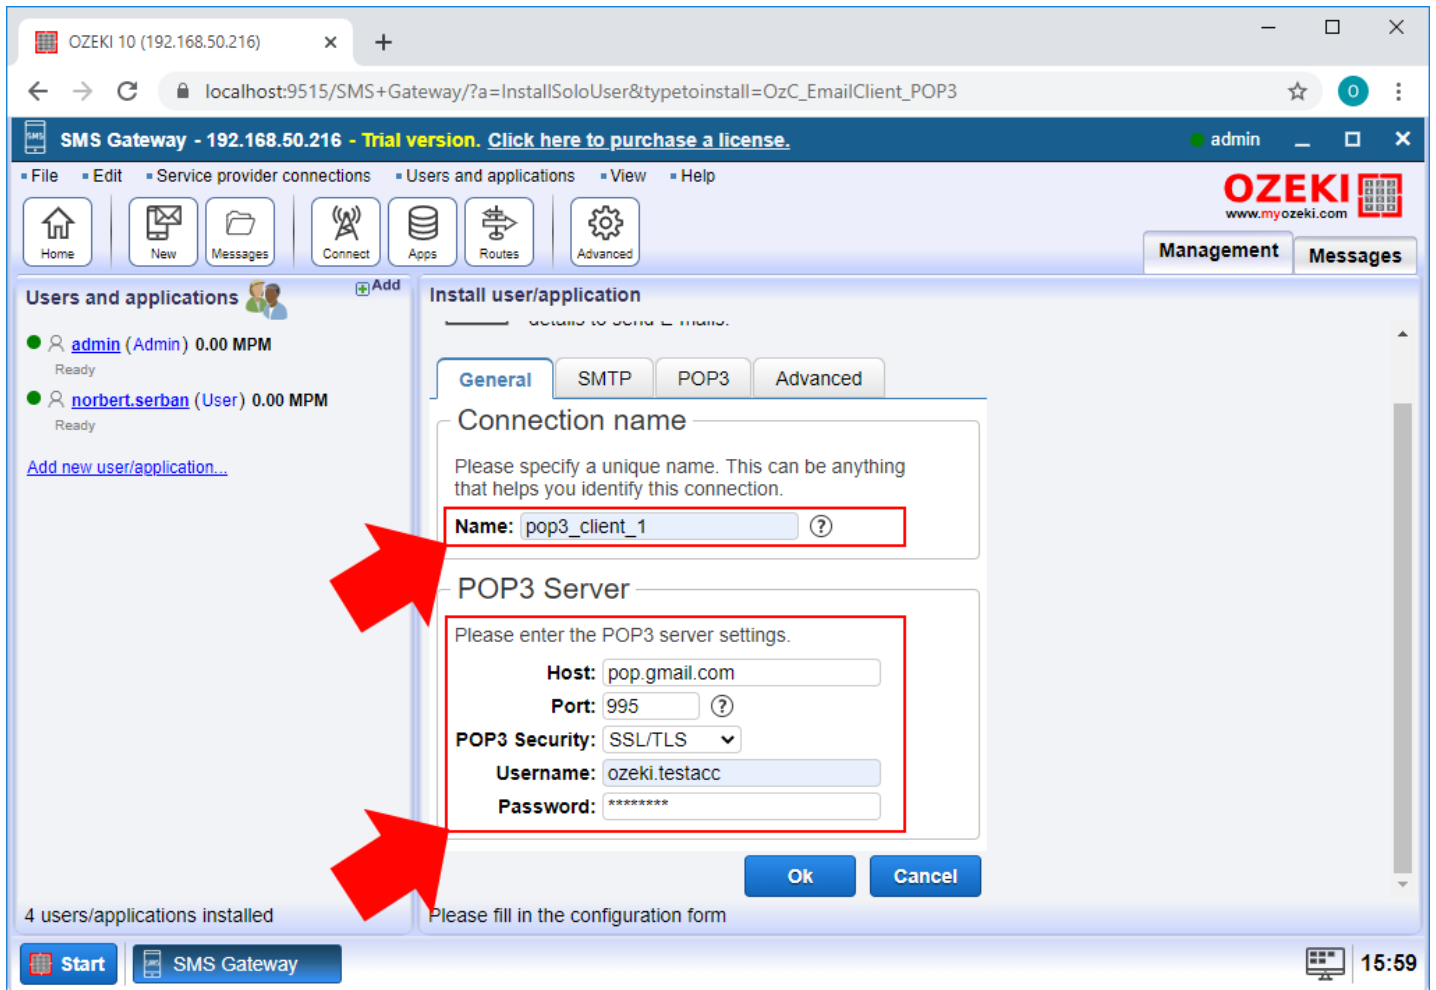 OZEKI 10 (192.168.50.216)
localhost:9515/SMS+Gateway/?a=InstallSoloUser&typetoinstall=OzC_EmailClient_POP3
O
SMS
SMS Gateway - 192.168.50.216 - Trial version. Click here to purchase a license.
admin
File Edit Service provider connections Users and applications View Help
OZEKI
www.myozeki.com
Home New Messages Connect Apps Routes Advanced
Management Messages
Users and applications
Add
Install user/application
details to send E-mails.
admin (Admin) 0.00 MPM
Ready
norbert.serban (User) 0.00 MPM
Ready
Add new user/application...
General SMTP POP3 Advanced
Connection name
Please specify a unique name. This can be anything
that helps you identify this connection.
Name: pop3_client_1 ?
POP3 Server
Please enter the POP3 server settings.
Host: pop.gmail.com
Port: 995 ?
POP3 Security: SSL/TLS
Username: ozeki.testacc
Password: ********
Ok Cancel
4 users/applications installed
Please fill in the configuration form
Start
SMS Gateway
15:59